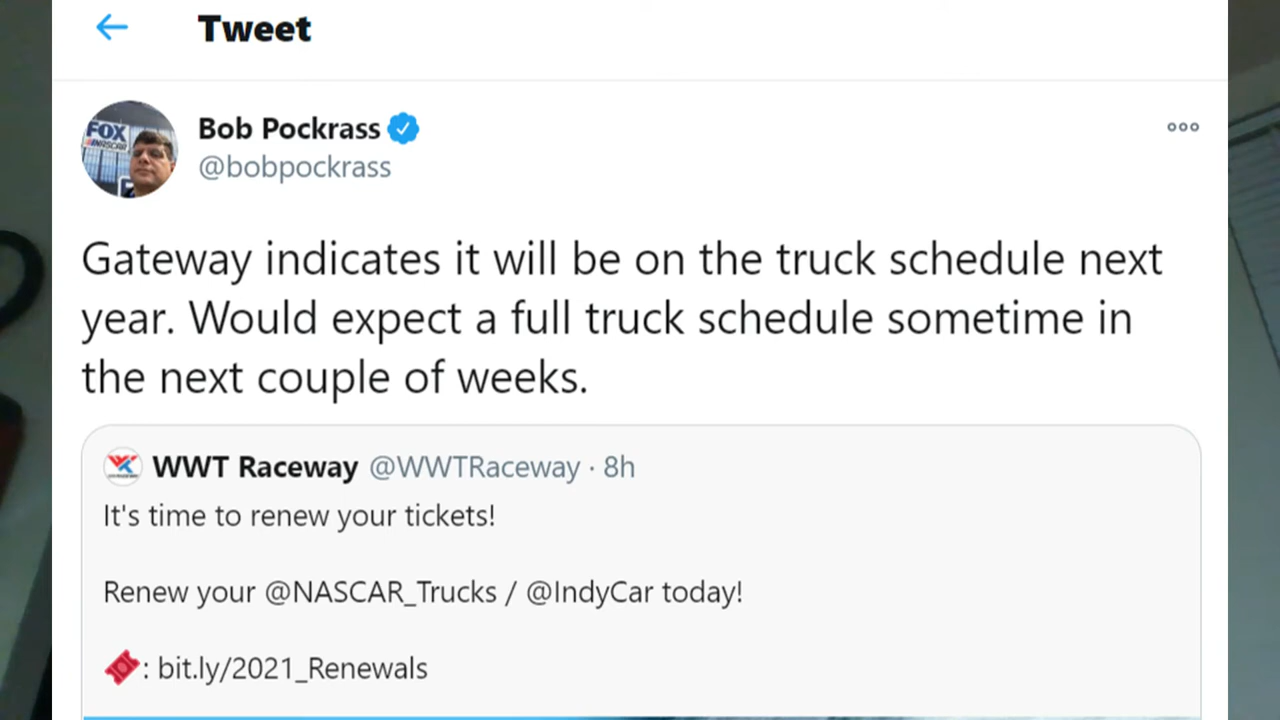 Tweet
FOX
NASCAR
Bob Pockrass
@bobpockrass
Gateway indicates it will be on the truck schedule next
year. Would expect a full truck schedule sometime in
the next couple of weeks.
WWT Raceway @WWTRaceway · 8h
It's time to renew your tickets!
Renew your @NASCAR_Trucks / @IndyCar today!
: bit.ly/2021_Renewals